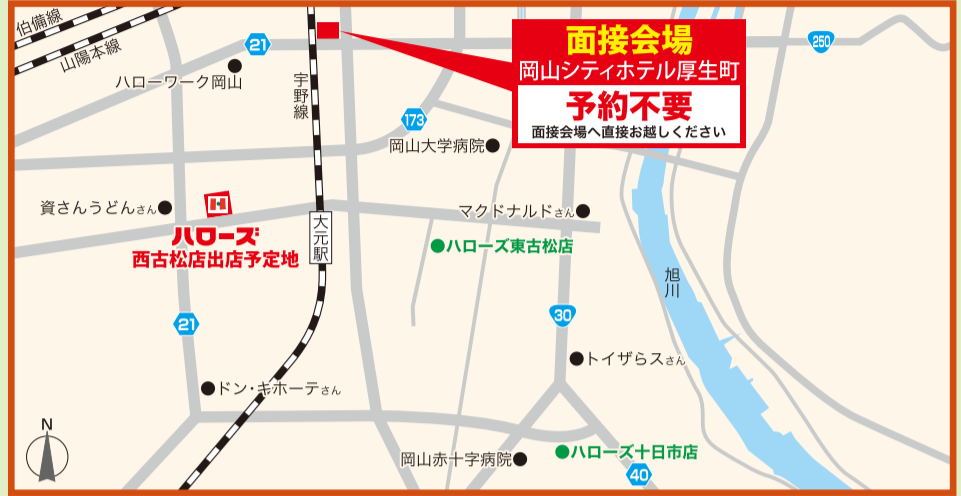 伯備線
山陽本線
21
ハローワーク岡山
宇野線
面接会場
岡山シティホテル厚生町
予約不要
面接会場へ直接お越しください
250
173
岡山大学病院
資さんうどんさん
ハローズ
西古松店出店予定地
大元駅
マクドナルドさん
ハローズ東古松店
旭川
21
30
トイザらスさん
ドン・キホーテさん
N
岡山赤十字病院
ハローズ十日市店
40